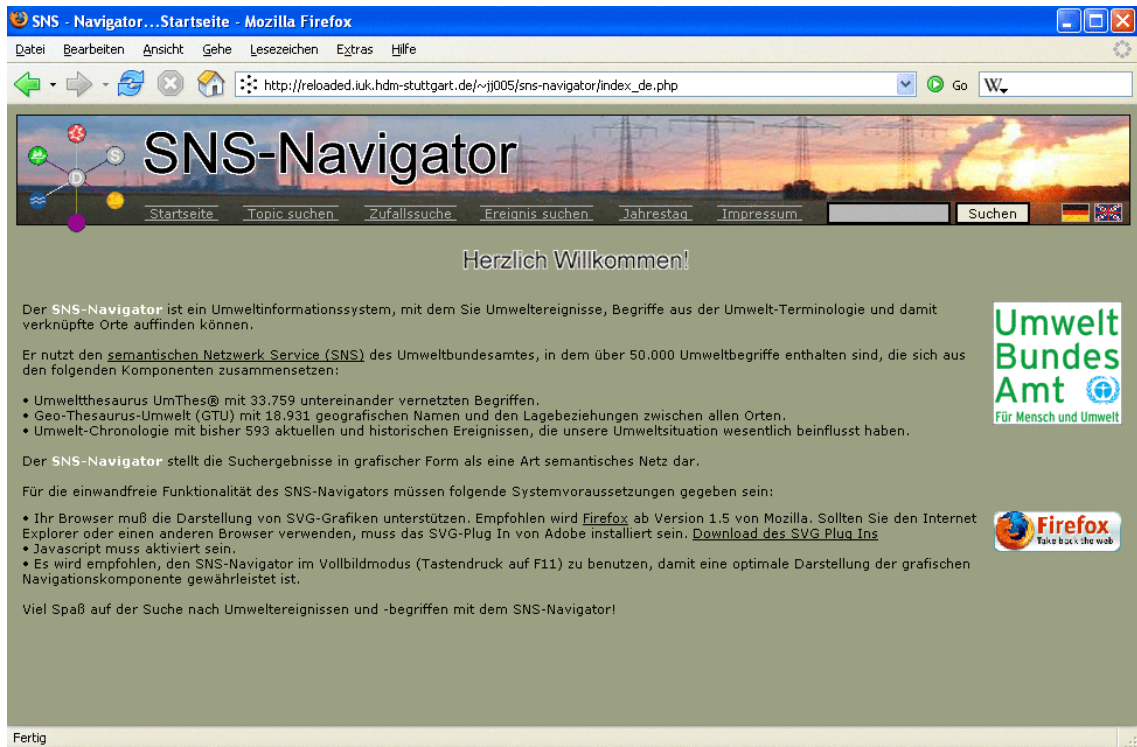 SNS - Navigator...Startseite - Mozilla Firefox
Datei Bearbeiten Ansicht Gehe Lesezeichen Extras Hilfe
http://reloaded.iuk.hdm-stuttgart.de/~jj005/sns-navigator/index_de.php Go W
S
D
SNS-Navigator
Startseite Topic suchen Zufallssuche Ereignis suchen Jahrestag Impressum Suchen
Herzlich Willkommen!
Der SNS-Navigator ist ein Umweltinformationssystem, mit dem Sie Umweltereignisse, Begriffe aus der Umwelt-Terminologie und damit
verknüpfte Orte auffinden können.
Er nutzt den semantischen Netzwerk Service (SNS) des Umweltbundesamtes, in dem über 50.000 Umweltbegriffe enthalten sind, die sich aus
den folgenden Komponenten zusammensetzen:
• Umweltthesaurus UmThes® mit 33.759 untereinander vernetzten Begriffen.
• Geo-Thesaurus-Umwelt (GTU) mit 18.931 geografischen Namen und den Lagebeziehungen zwischen allen Orten.
• Umwelt-Chronologie mit bisher 593 aktuellen und historischen Ereignissen, die unsere Umweltsituation wesentlich beinflusst haben.
Der SNS-Navigator stellt die Suchergebnisse in grafischer Form als eine Art semantisches Netz dar.
Für die einwandfreie Funktionalität des SNS-Navigators müssen folgende Systemvoraussetzungen gegeben sein:
• Ihr Browser muß die Darstellung von SVG-Grafiken unterstützen. Empfohlen wird Firefox ab Version 1.5 von Mozilla. Sollten Sie den Internet
Explorer oder einen anderen Browser verwenden, muss das SVG-Plug In von Adobe installiert sein. Download des SVG Plug Ins
• Javascript muss aktiviert sein.
• Es wird empfohlen, den SNS-Navigator im Vollbildmodus (Tastendruck auf F11) zu benutzen, damit eine optimale Darstellung der grafischen
Navigationskomponente gewährleistet ist.
Viel Spaß auf der Suche nach Umweltereignissen und -begriffen mit dem SNS-Navigator!
Umwelt
Bundes
Amt
Für Mensch und Umwelt
Firefox
Take back the web
Fertig